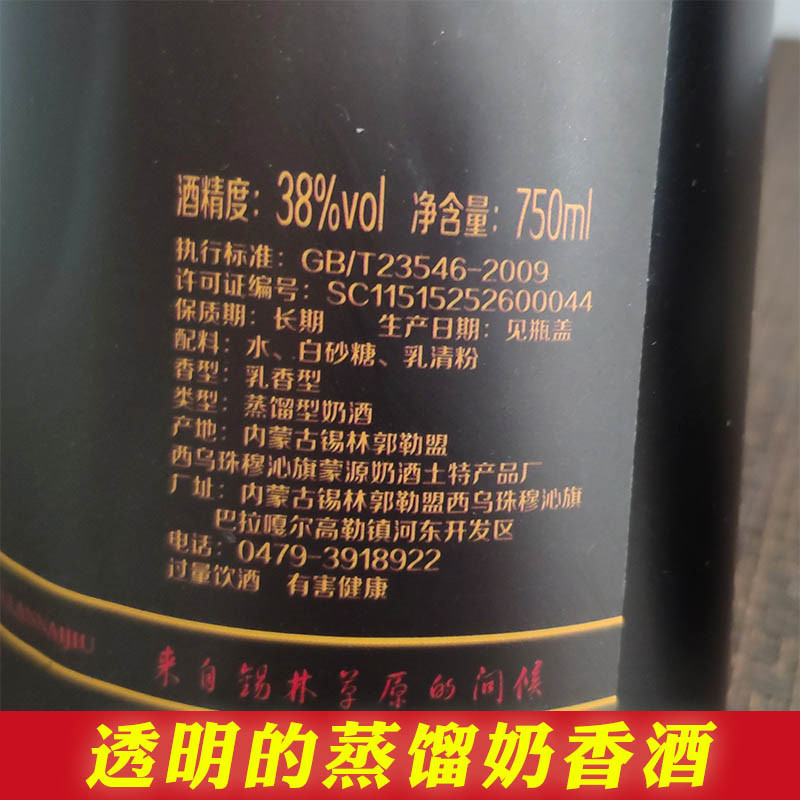 酒精度：38%vol 净含量：750ml
执行标准：GB/T23546-2009
许可证编号：SC11515252600044
保质期：长期 生产日期：见瓶盖
配料：水、白砂糖、乳清粉
香型：乳香型
类型：蒸馏型奶酒
产地：内蒙古锡林郭勒盟
西乌珠穆沁旗蒙源奶酒土特产品厂
厂址：内蒙古锡林郭勒盟西乌珠穆沁旗
巴拉嘎尔高勒镇河东开发区
电话：0479-3918922
过量饮酒 有害健康
来自锡林草原的问候
透明的蒸馏奶香酒